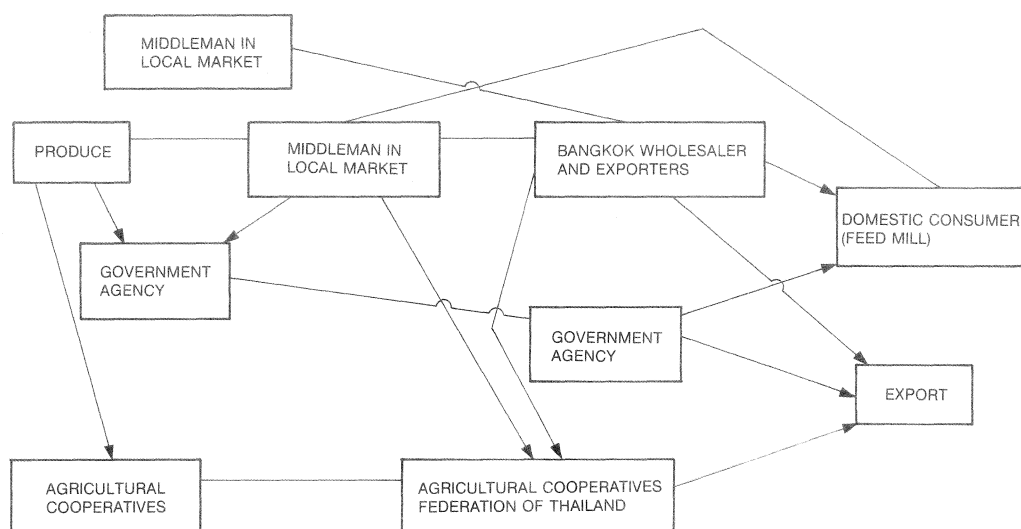 MIDDLEMAN IN
LOCAL MARKET
PRODUCE
MIDDLEMAN IN
LOCAL MARKET
BANGKOK WHOLESALER
AND EXPORTERS
DOMESTIC CONSUMER
(FEED MILL)
GOVERNMENT
AGENCY
GOVERNMENT
AGENCY
EXPORT
AGRICULTURAL
COOPERATIVES
AGRICULTURAL COOPERATIVES
FEDERATION OF THAILAND